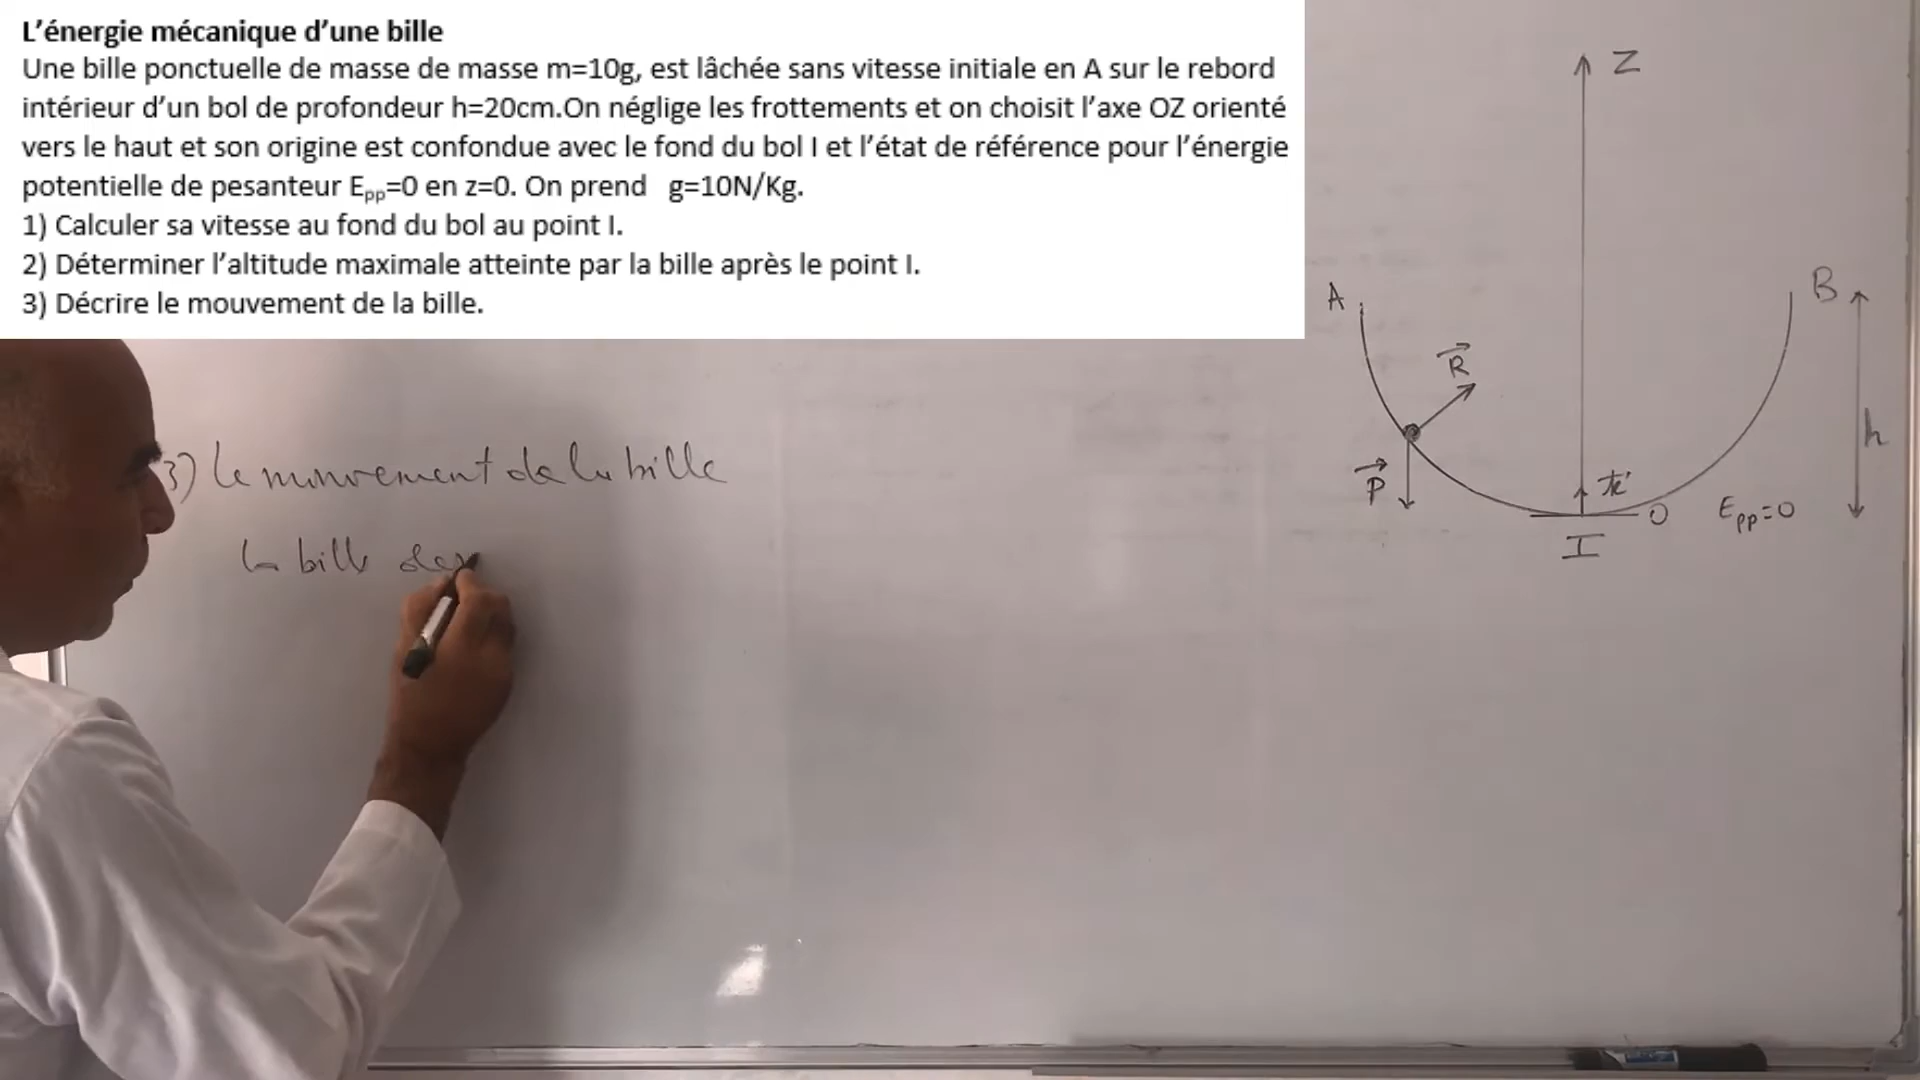 L’énergie mécanique d’une bille
Une bille ponctuelle de masse de masse m=10g, est lâchée sans vitesse initiale en A sur le rebord
intérieur d’un bol de profondeur h=20cm.On néglige les frottements et on choisit l’axe OZ orienté
vers le haut et son origine est confondue avec le fond du bol I et l’état de référence pour l’énergie
potentielle de pesanteur Epp=0 en z=0. On prend g=10N/Kg.
1) Calculer sa vitesse au fond du bol au point I.
2) Déterminer l’altitude maximale atteinte par la bille après le point I.
3) Décrire le mouvement de la bille.
Z
A
B
R
h
P
k
O
Epp=0
I
3) Le mouvement de la bille
la bille des